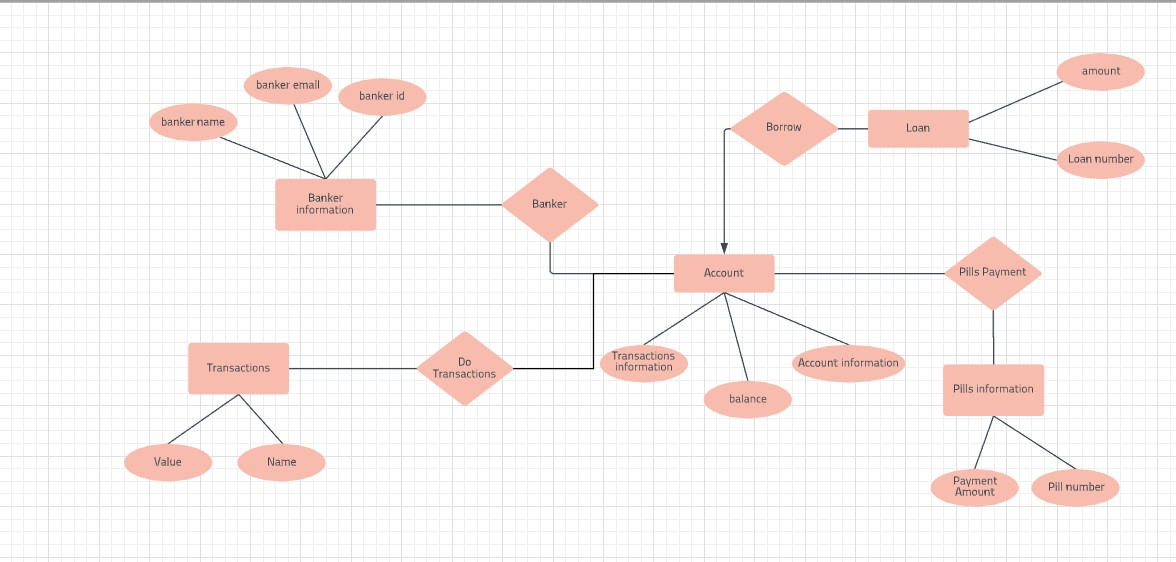 banker name
banker email
banker id
Banker
information
Banker
Borrow
Loan
amount
Loan number
Account
Pills Payment
Transactions
information
balance
Account information
Pills information
Payment
Amount
Pill number
Transactions
Do
Transactions
Value
Name